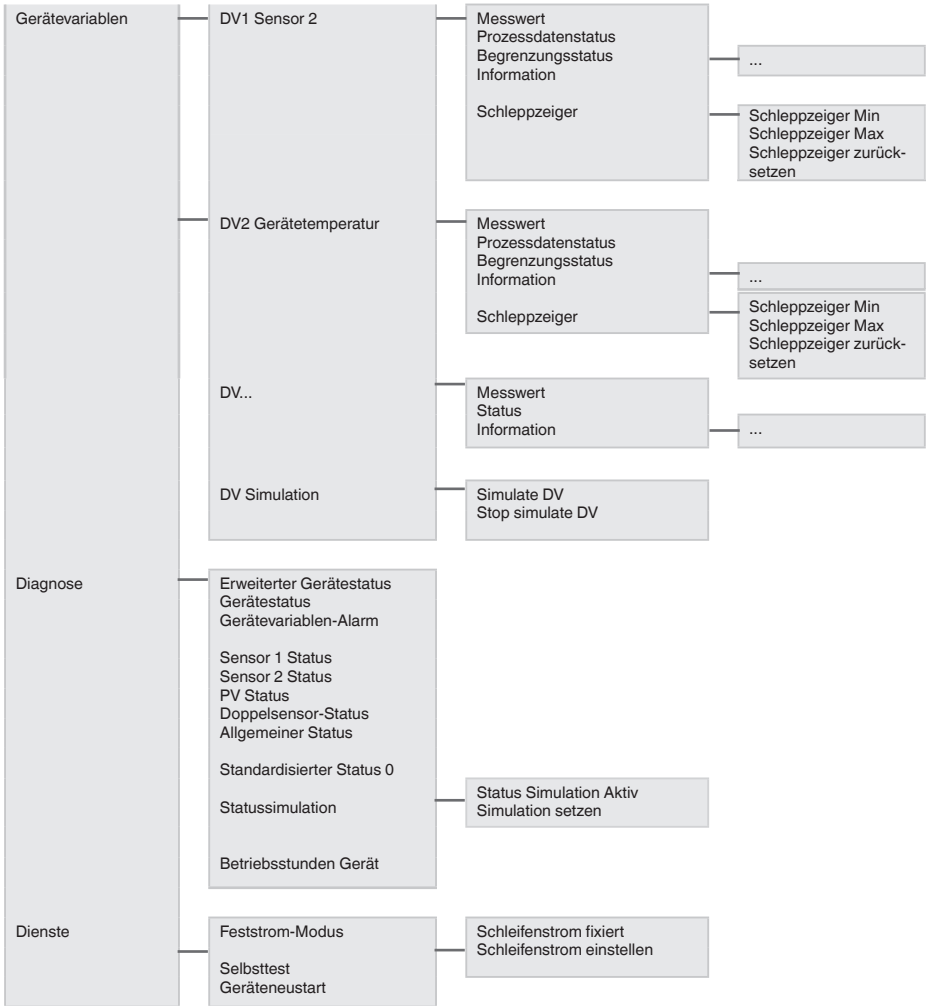 Gerätevariablen
DV1 Sensor 2
Messwert
Prozessdatenstatus
Begrenzungsstatus
Information
...
Schleppzeiger
Schleppzeiger Min
Schleppzeiger Max
Schleppzeiger zurück-
setzen
DV2 Gerätetemperatur
Messwert
Prozessdatenstatus
Begrenzungsstatus
Information
...
Schleppzeiger
Schleppzeiger Min
Schleppzeiger Max
Schleppzeiger zurück-
setzen
DV...
Messwert
Status
Information
...
DV Simulation
Simulate DV
Stop simulate DV
Diagnose
Erweiterter Gerätestatus
Gerätestatus
Gerätevariablen-Alarm
Sensor 1 Status
Sensor 2 Status
PV Status
Doppelsensor-Status
Allgemeiner Status
Standardisierter Status 0
Statussimulation
Status Simulation Aktiv
Simulation setzen
Betriebsstunden Gerät
Dienste
Feststrom-Modus
Schleifenstrom fixiert
Schleifenstrom einstellen
Selbsttest
Geräteneustart